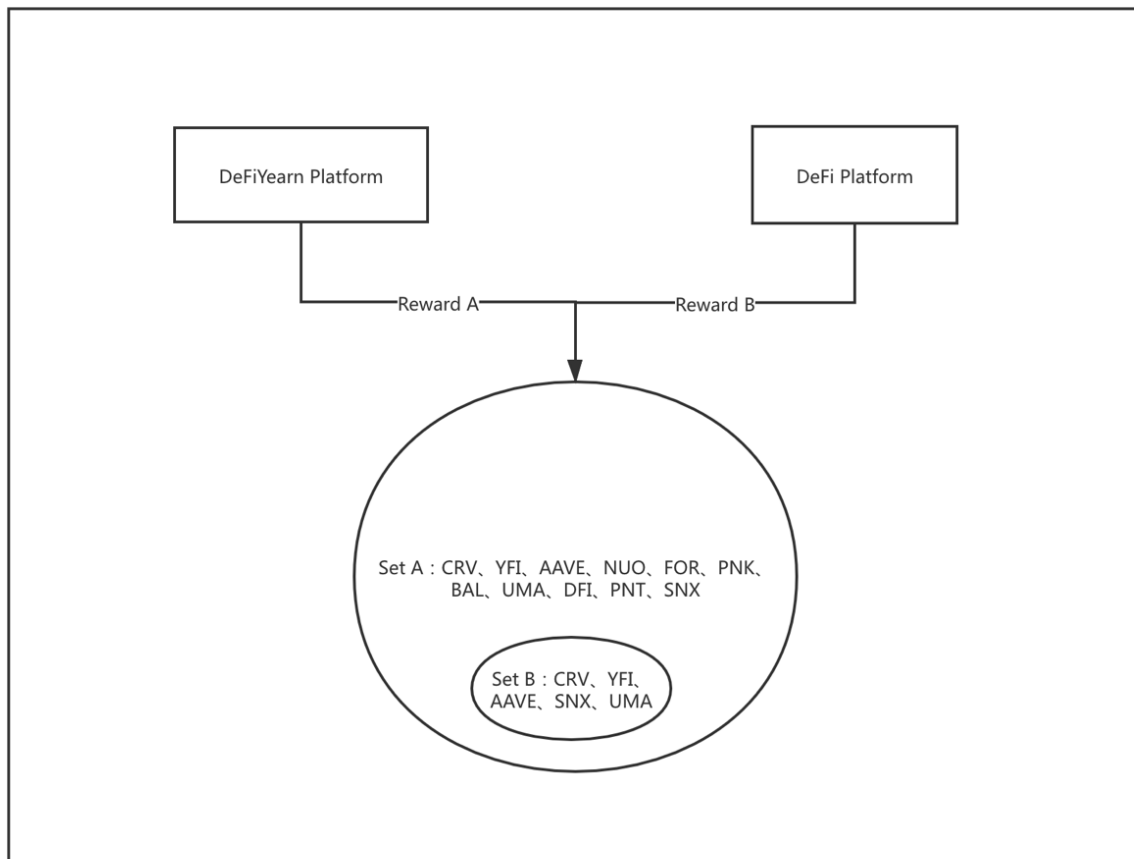 DeFiYearn Platform
DeFi Platform
Reward A
Reward B
Set A：CRV、YFI、AAVE、NUO、FOR、PNK、
BAL、UMA、DFI、PNT、SNX
Set B：CRV、YFI、
AAVE、SNX、UMA